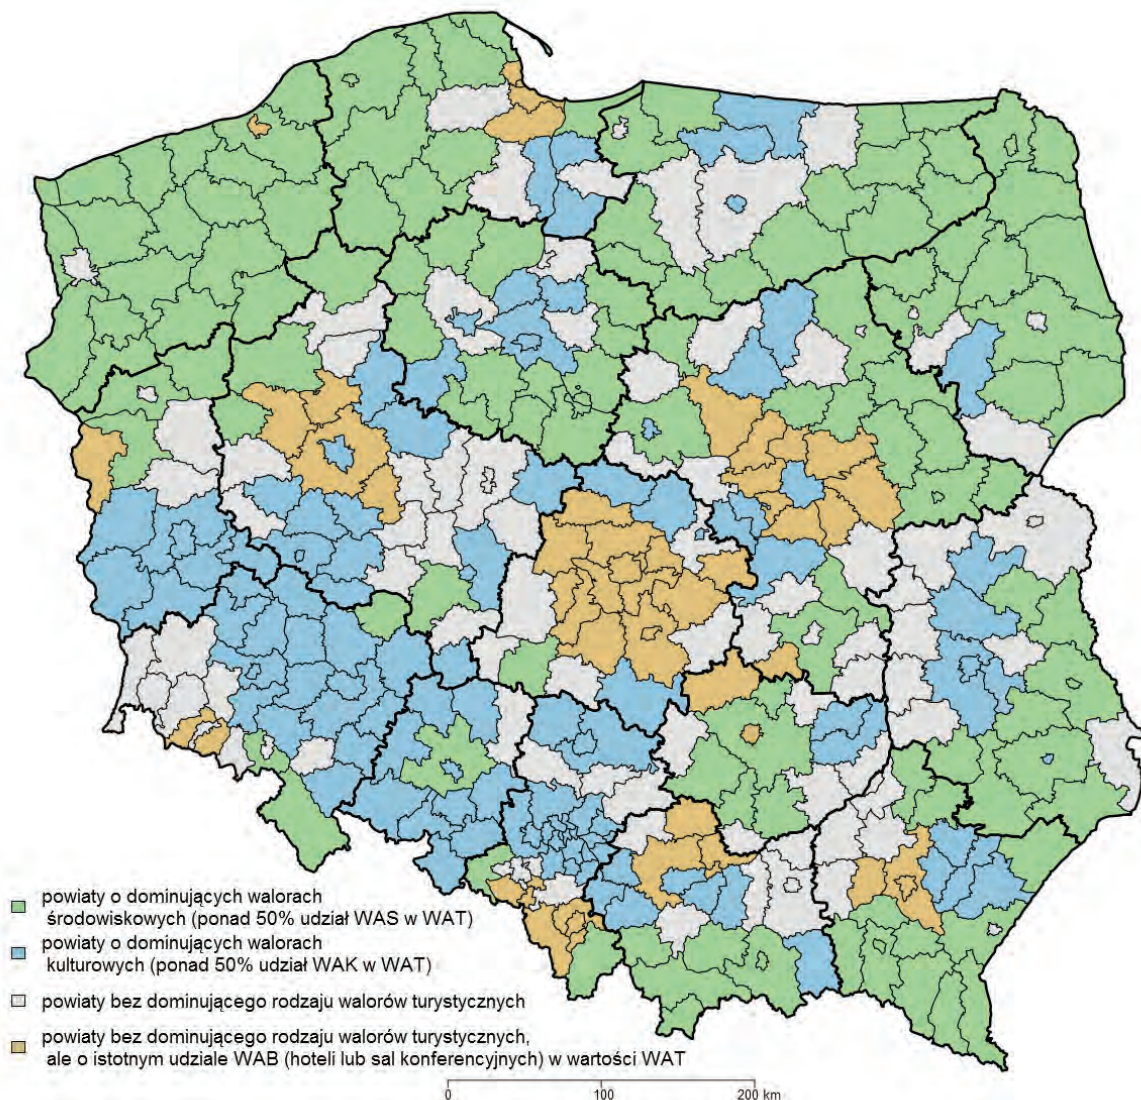 powiaty o dominujących walorach
środowiskowych (ponad 50% udział WAS w WAT)
powiaty o dominujących walorach
kulturowych (ponad 50% udział WAK w WAT)
powiaty bez dominującego rodzaju walorów turystycznych
powiaty bez dominującego rodzaju walorów turystycznych,
ale o istotnym udziale WAB (hoteli lub sal konferencyjnych) w wartości WAT
0 100 200 km